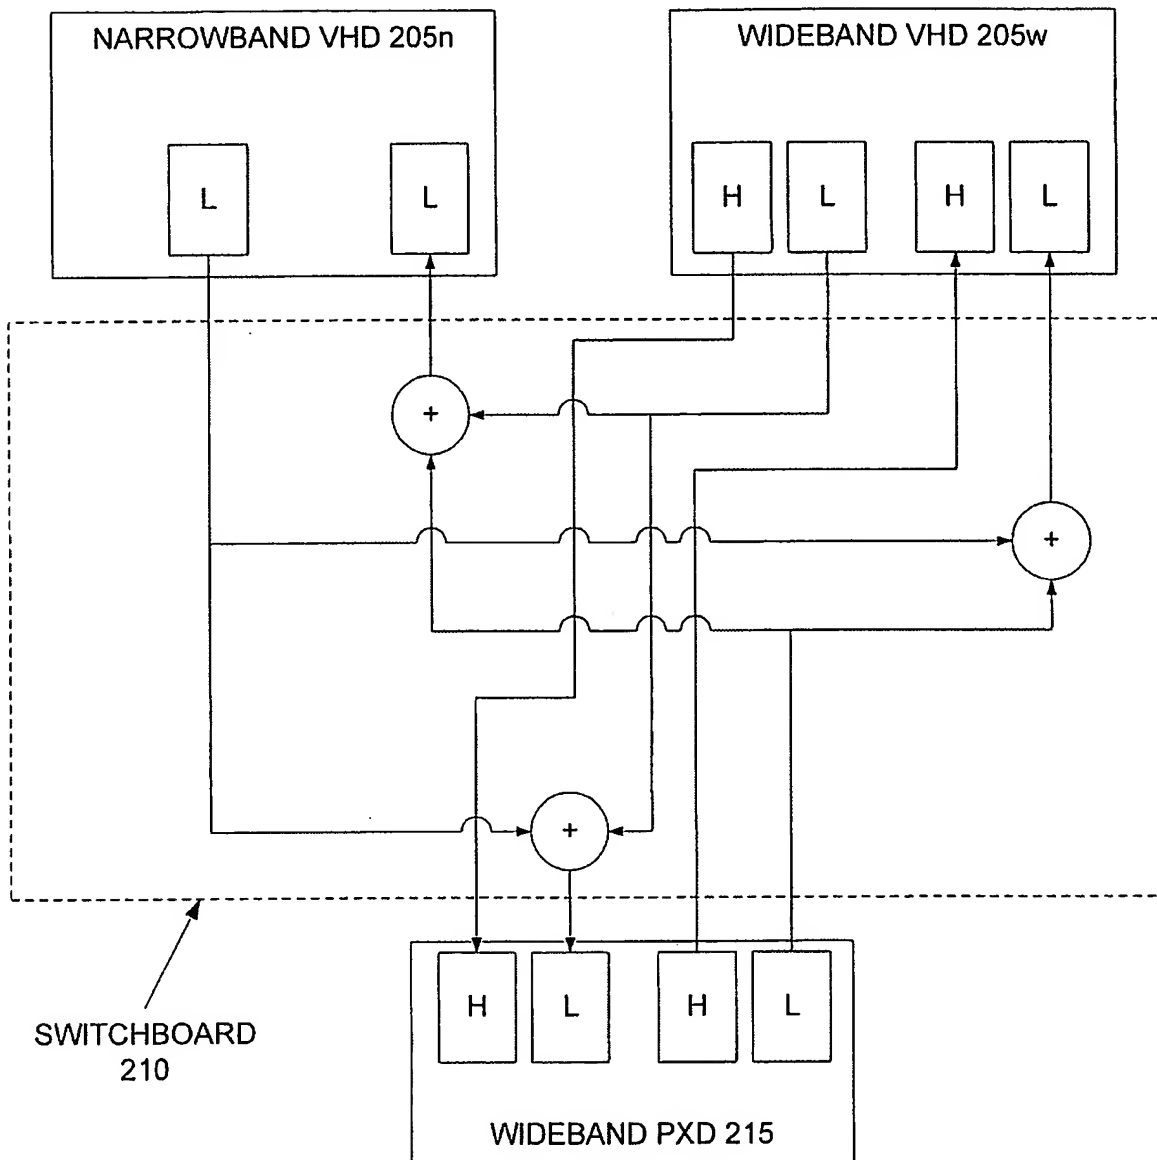 NARROWBAND VHD 205n
WIDEBAND VHD 205w
L
L
H
L
H
L
+
+
+
H
L
H
L
SWITCHBOARD
210
WIDEBAND PXD 215